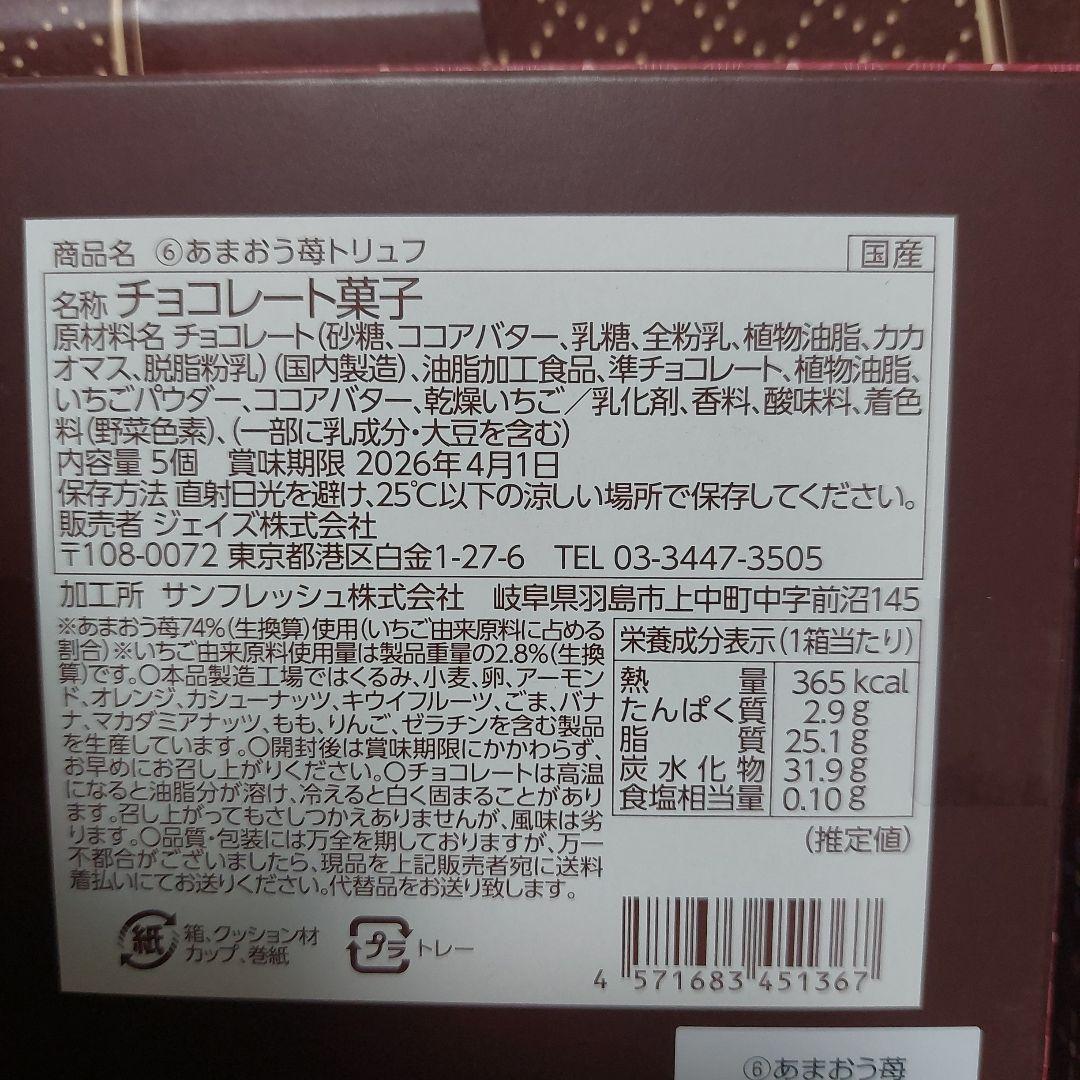 商品名 ⑥あまおう苺トリュフ 国産
名称 チョコレート菓子
原材料名 チョコレート(砂糖、ココアバター、乳糖、全粉乳、植物油脂、カカ
オマス、脱脂粉乳)(国内製造)、油脂加工食品、準チョコレート、植物油脂、
いちごパウダー、ココアバター、乾燥いちご／乳化剤、香料、酸味料、着色
料(野菜色素)、(一部に乳成分・大豆を含む)
内容量 5個 賞味期限 2026年4月1日
保存方法 直射日光を避け、25℃以下の涼しい場所で保存してください。
販売者 ジェイズ株式会社
〒108-0072 東京都港区白金1-27-6 TEL 03-3447-3505
加工所 サンフレッシュ株式会社 岐阜県羽島市上中町中字前沼145
※あまおう苺74%(生換算)使用(いちご由来原料に占める
割合)※いちご由来原料使用量は製品重量の2.8%(生換
算)です。〇本品製造工場ではくるみ、小麦、卵、アーモン
ド、オレンジ、カシューナッツ、キウイフルーツ、ごま、バナ
ナ、マカダミアナッツ、もも、りんご、ゼラチンを含む製品
を生産しています。〇開封後は賞味期限にかかわらず、
お早めにお召し上がりください。〇チョコレートは高温
になると油脂分が溶け、冷えると白く固まることがあり
ます。召し上がってもさしつかえありませんが、風味は劣
ります。〇品質・包装には万全を期しておりますが、万一
不都合がございましたら、現品を上記販売者宛に送料
着払いにてお送りください。代替品をお送り致します。
栄養成分表示(1箱当たり)
熱量 365 kcal
たんぱく質 2.9g
脂質 25.1g
炭水化物 31.9g
食塩相当量 0.10g
(推定値)
紙 箱、クッション材
カップ、巻紙
プラ トレー
4 571683 451367
⑥あまおう苺